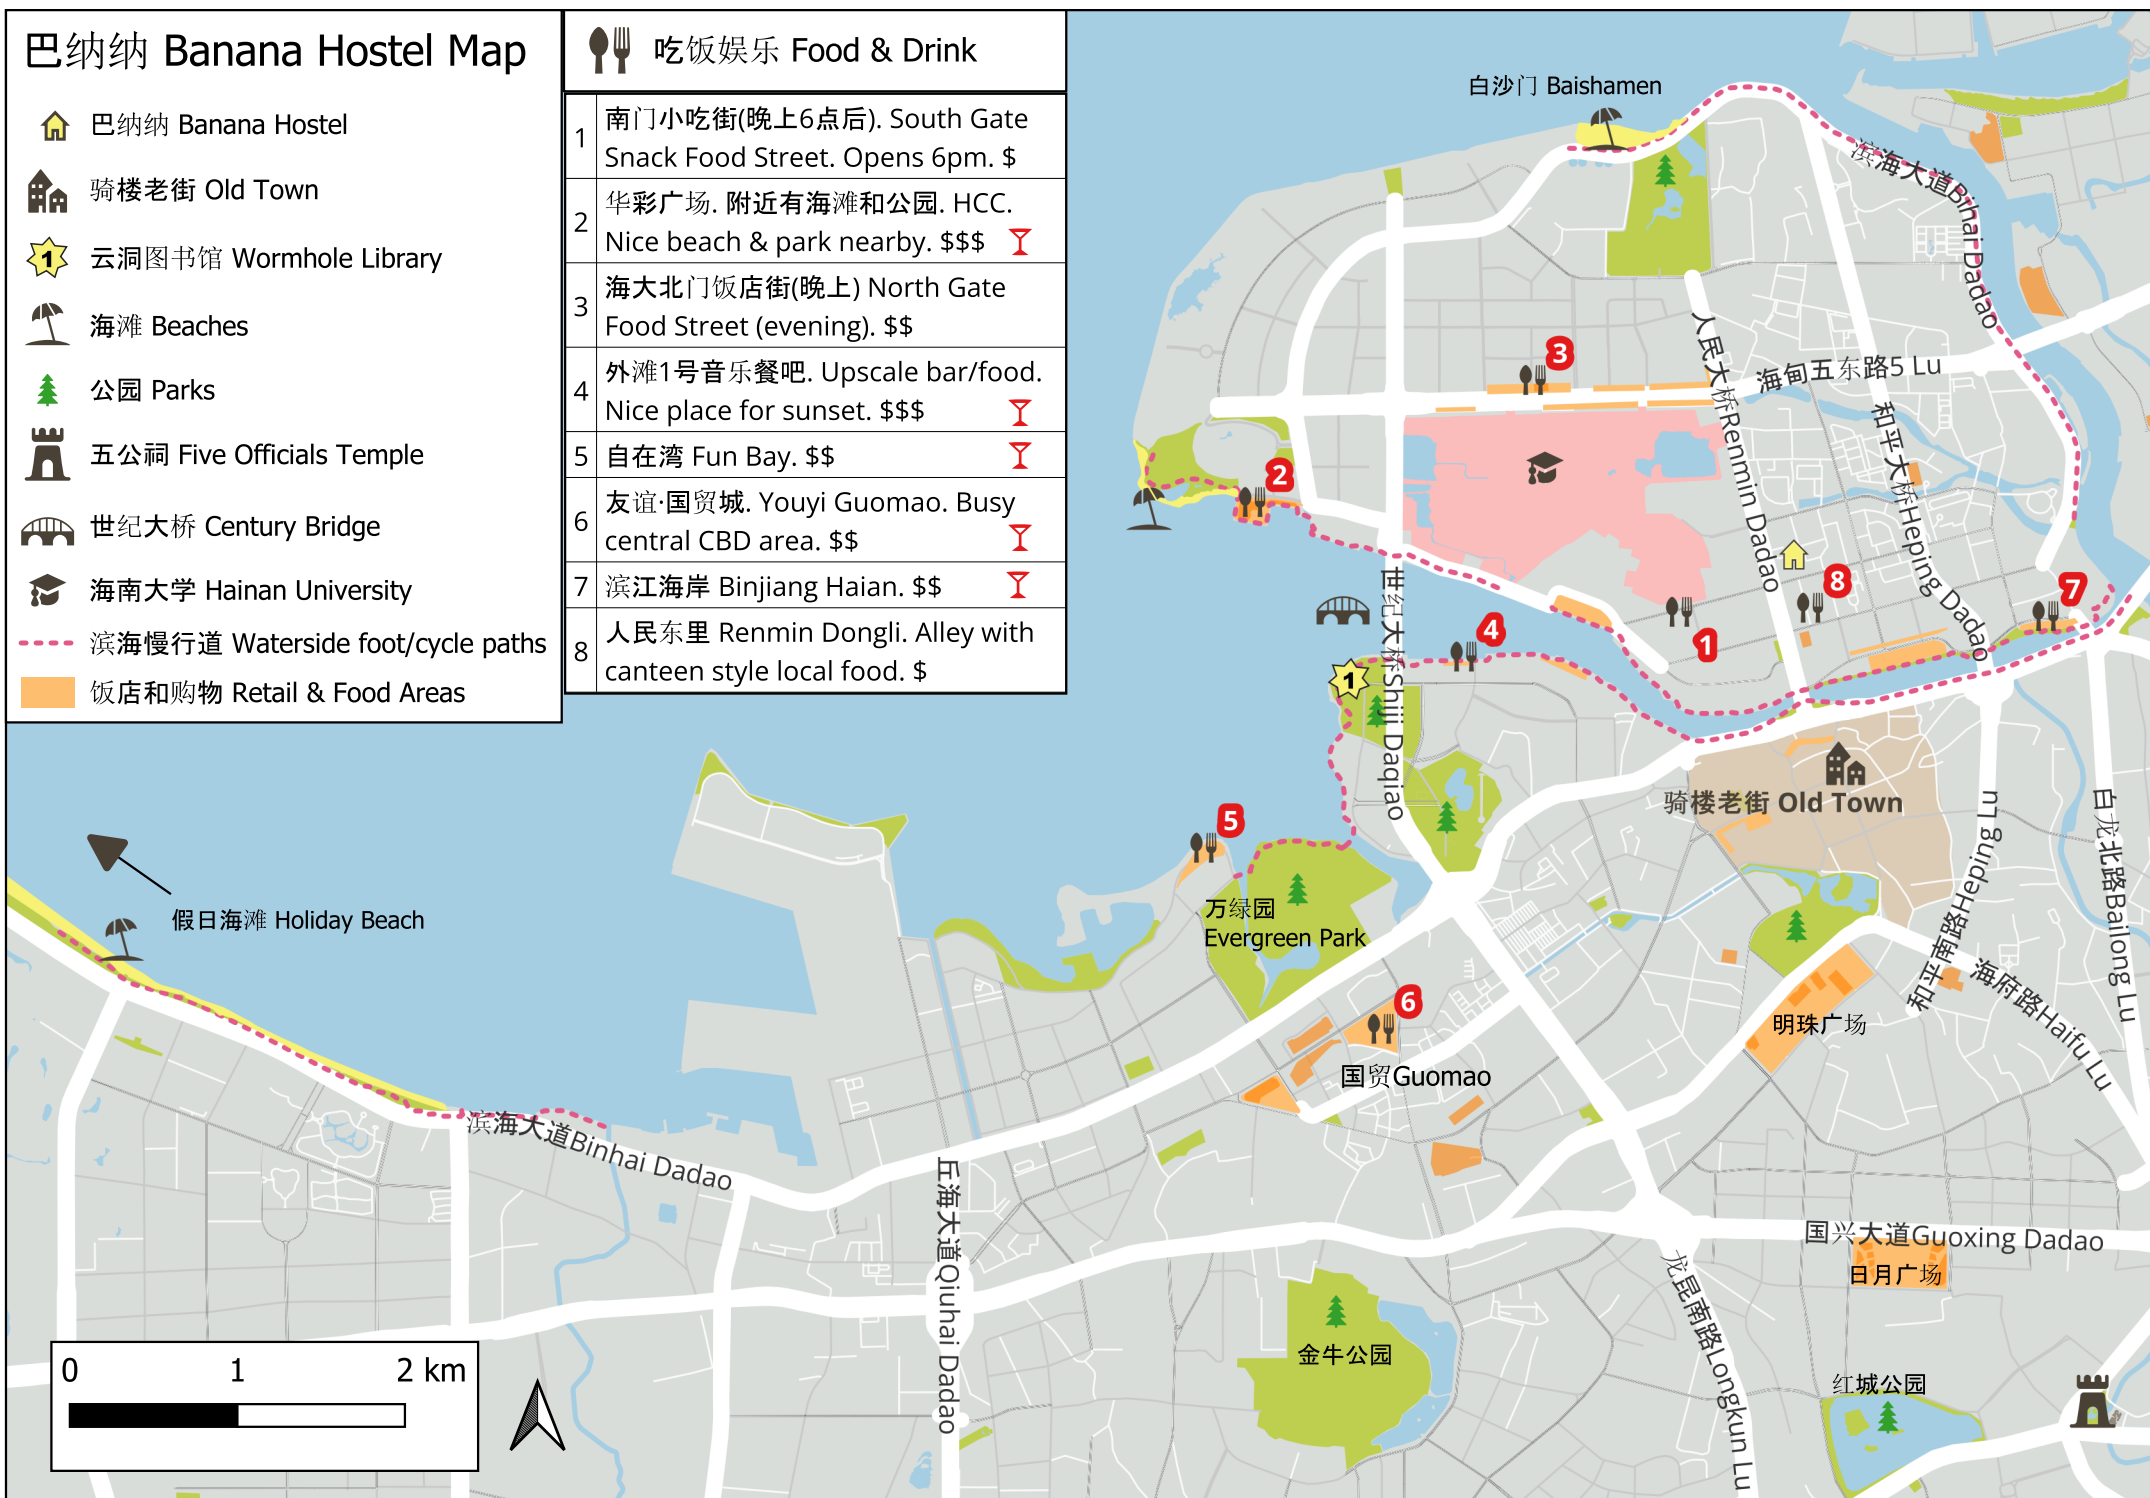 巴纳纳 Banana Hostel Map
巴纳纳 Banana Hostel
骑楼老街 Old Town
1
云洞图书馆 Wormhole Library
海滩 Beaches
公园 Parks
五公祠 Five Officials Temple
世纪大桥 Century Bridge
海南大学 Hainan University
滨海慢行道 Waterside foot/cycle paths
饭店和购物 Retail & Food Areas
吃饭娱乐 Food & Drink
1
南门小吃街(晚上6点后). South Gate
Snack Food Street. Opens 6pm. $
2
华彩广场. 附近有海滩和公园. HCC.
Nice beach & park nearby. $$$
3
海大北门饭店街(晚上) North Gate
Food Street (evening). $$
4
外滩1号音乐餐吧. Upscale bar/food.
Nice place for sunset. $$$
5
自在湾 Fun Bay. $$
6
友谊·国贸城. Youyi Guomao. Busy
central CBD area. $$
7
滨江海岸 Binjiang Haian. $$
8
人民东里 Renmin Dongli. Alley with
canteen style local food. $
白沙门 Baishamen
滨海大道Bihai Dadao
人民大桥Renmin Dadao
海甸五东路5 Lu
和平大桥Heping Dadao
3
2
8
7
4
1
1
世纪大桥Shiji Daqiao
骑楼老街 Old Town
5
万绿园
Evergreen Park
6
国贸Guomao
和平南路Heping Lu
白龙北路Bailong Lu
海府路Haifu Lu
明珠广场
假日海滩 Holiday Beach
滨海大道Binhai Dadao
丘海大道Qiuhai Dadao
国兴大道Guoxing Dadao
日月广场
龙昆南路Longkun Lu
金牛公园
红城公园
0 1 2 km